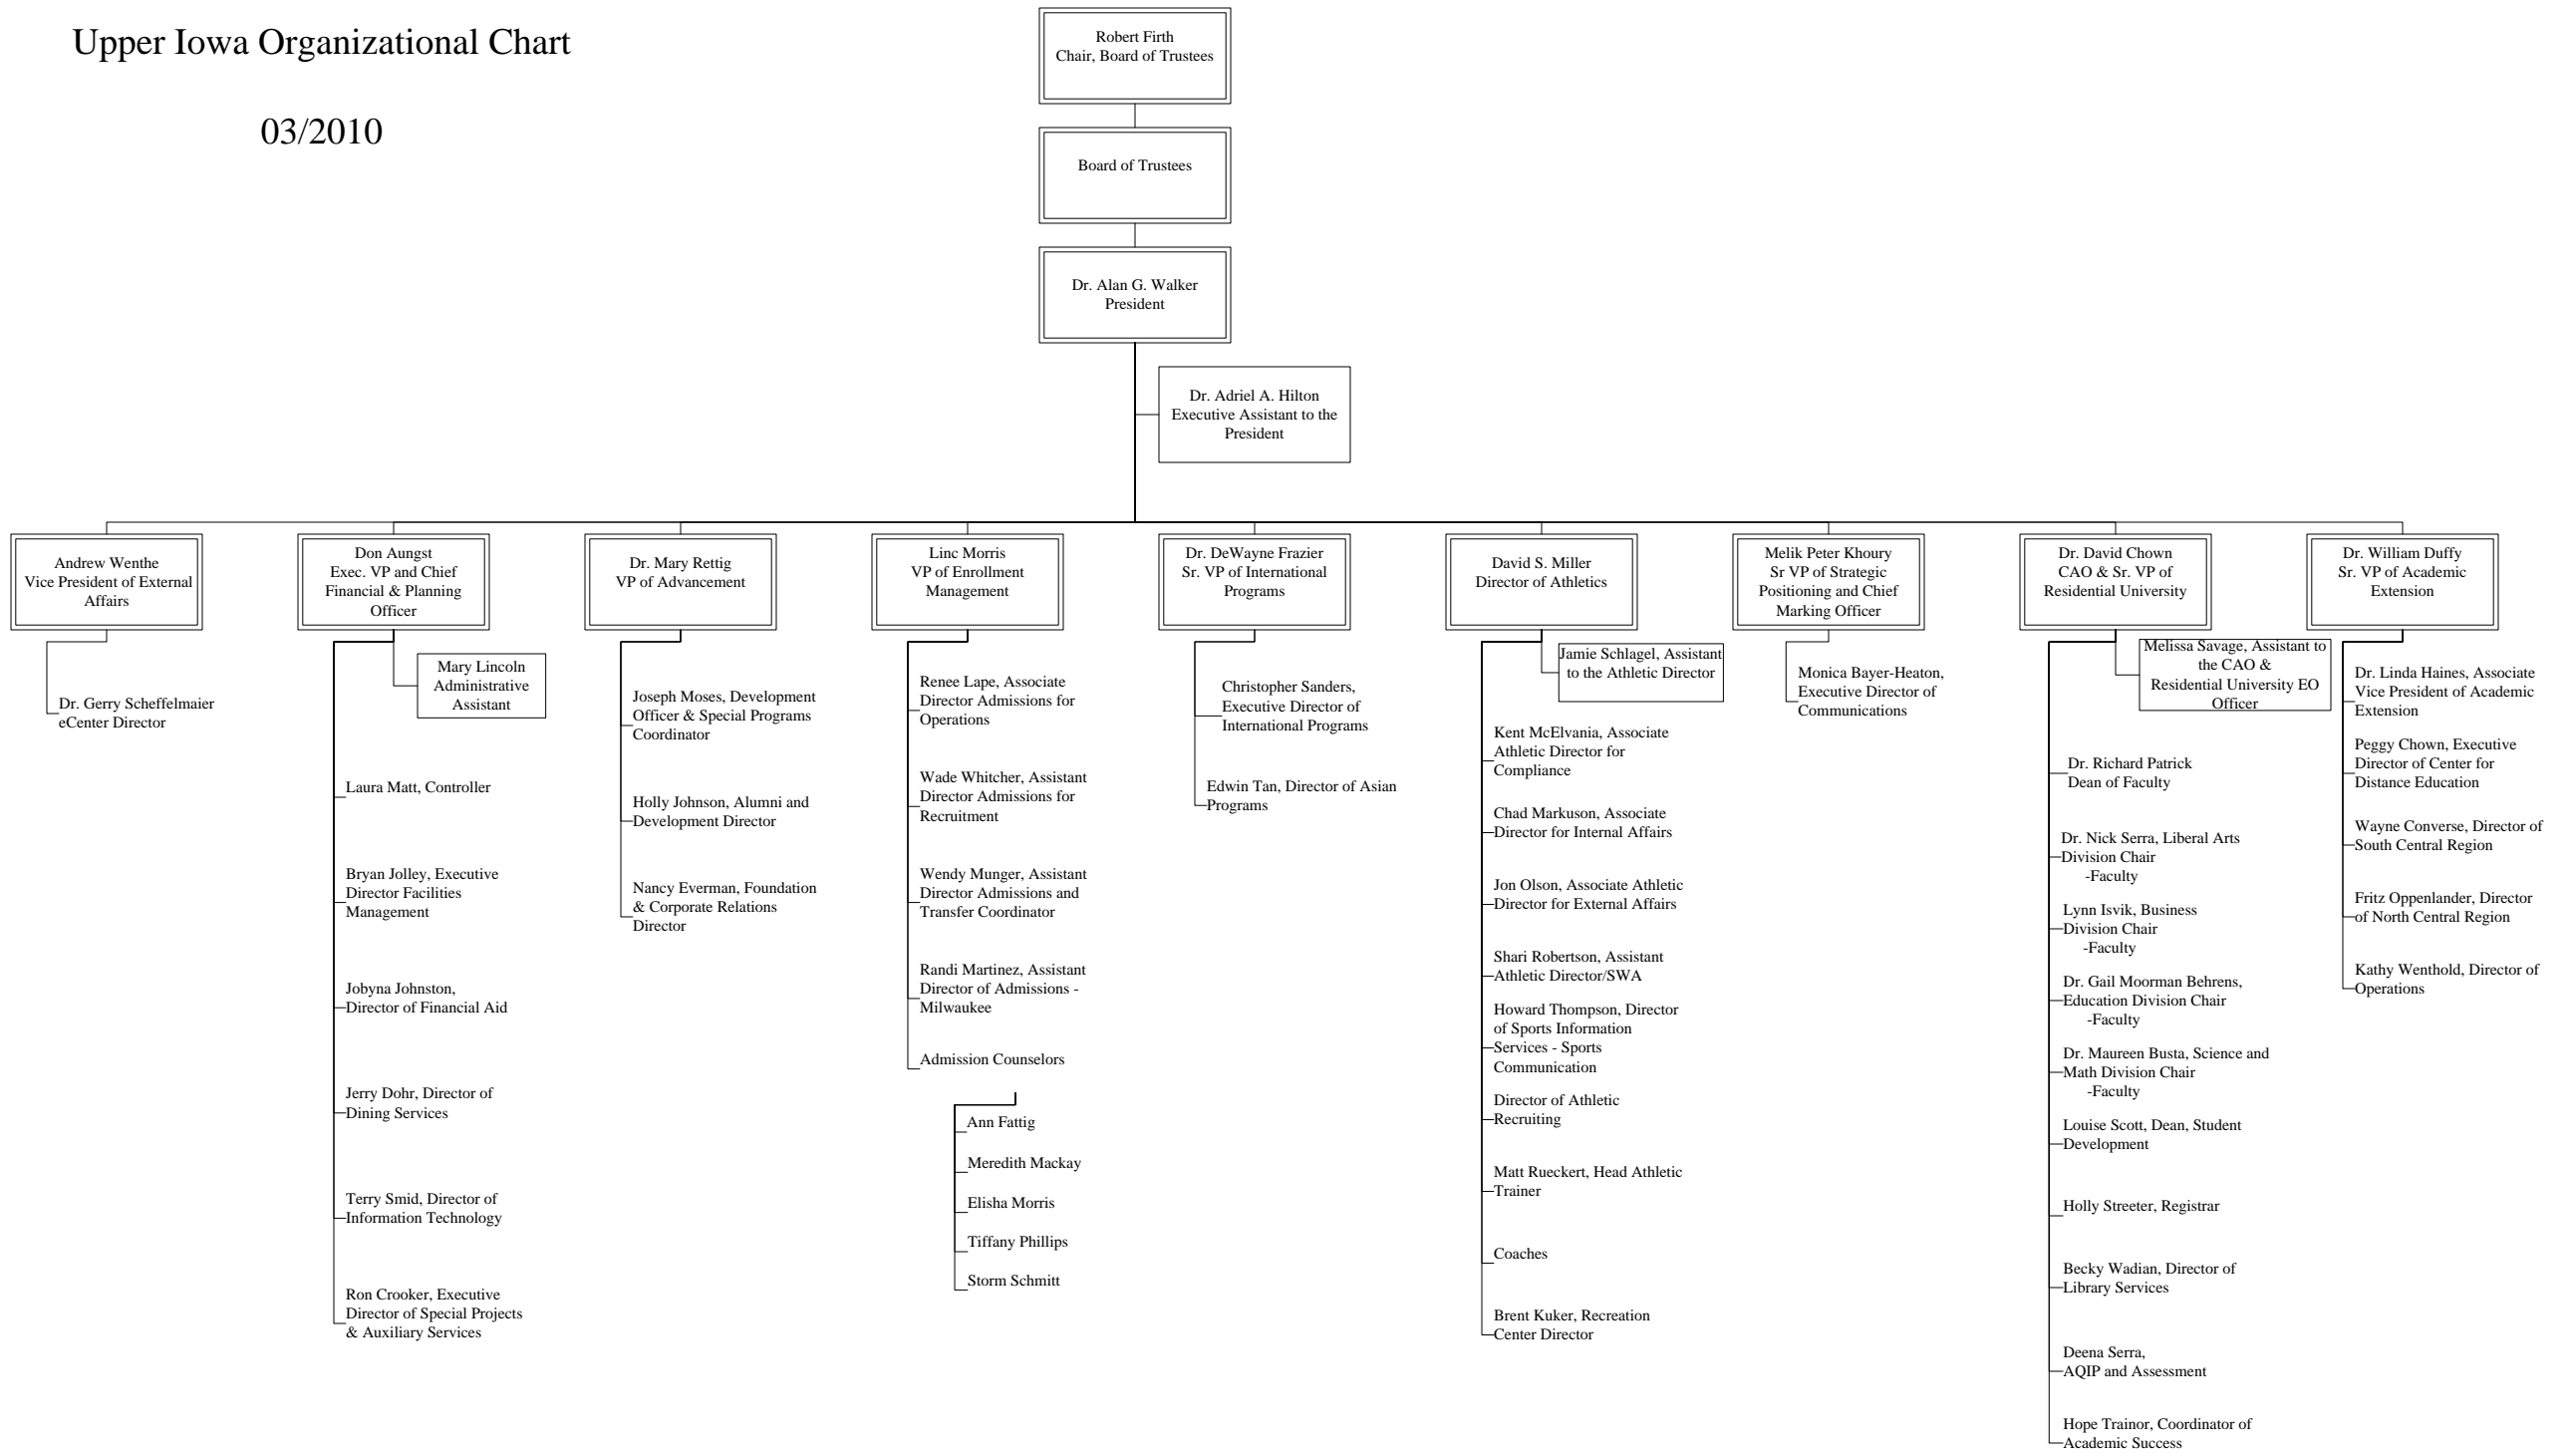 Upper Iowa Organizational Chart
03/2010
Robert Firth
Chair, Board of Trustees
Board of Trustees
Dr. Alan G. Walker
President
Dr. Adriel A. Hilton
Executive Assistant to the
President
Andrew Wenthe
Vice President of External
Affairs
Dr. Gerry Scheffelmaier
eCenter Director
Don Aungst
Exec. VP and Chief
Financial & Planning
Officer
Mary Lincoln
Administrative
Assistant
Laura Matt, Controller
Bryan Jolley, Executive
Director Facilities
Management
Jobyna Johnston,
Director of Financial Aid
Jerry Dohr, Director of
Dining Services
Terry Smid, Director of
Information Technology
Ron Crooker, Executive
Director of Special Projects
& Auxiliary Services
Dr. Mary Rettig
VP of Advancement
Joseph Moses, Development
Officer & Special Programs
Coordinator
Holly Johnson, Alumni and
Development Director
Nancy Everman, Foundation
& Corporate Relations
Director
Linc Morris
VP of Enrollment
Management
Renee Lape, Associate
Director Admissions for
Operations
Wade Whitcher, Assistant
Director Admissions for
Recruitment
Wendy Munger, Assistant
Director Admissions and
Transfer Coordinator
Randi Martinez, Assistant
Director of Admissions -
Milwaukee
Admission Counselors
Ann Fattig
Meredith Mackay
Elisha Morris
Tiffany Phillips
Storm Schmitt
Dr. DeWayne Frazier
Sr. VP of International
Programs
Christopher Sanders,
Executive Director of
International Programs
Edwin Tan, Director of Asian
Programs
David S. Miller
Director of Athletics
Jamie Schlagel, Assistant
to the Athletic Director
Kent McElvania, Associate
Athletic Director for
Compliance
Chad Markuson, Associate
Director for Internal Affairs
Jon Olson, Associate Athletic
Director for External Affairs
Shari Robertson, Assistant
Athletic Director/SWA
Howard Thompson, Director
of Sports Information
Services - Sports
Communication
Director of Athletic
Recruiting
Matt Rueckert, Head Athletic
Trainer
Coaches
Brent Kuker, Recreation
Center Director
Melik Peter Khoury
Sr VP of Strategic
Positioning and Chief
Marking Officer
Monica Bayer-Heaton,
Executive Director of
Communications
Dr. David Chown
CAO & Sr. VP of
Residential University
Melissa Savage, Assistant to
the CAO &
Residential University EO
Officer
Dr. Richard Patrick
Dean of Faculty
Dr. Nick Serra, Liberal Arts
Division Chair
-Faculty
Lynn Isvik, Business
Division Chair
-Faculty
Dr. Gail Moorman Behrens,
Education Division Chair
-Faculty
Dr. Maureen Busta, Science and
Math Division Chair
-Faculty
Louise Scott, Dean, Student
Development
Holly Streeter, Registrar
Becky Wadian, Director of
Library Services
Deena Serra,
AQIP and Assessment
Hope Trainor, Coordinator of
Academic Success
Dr. William Duffy
Sr. VP of Academic
Extension
Dr. Linda Haines, Associate
Vice President of Academic
Extension
Peggy Chown, Executive
Director of Center for
Distance Education
Wayne Converse, Director of
South Central Region
Fritz Oppenlander, Director
of North Central Region
Kathy Wenthold, Director of
Operations